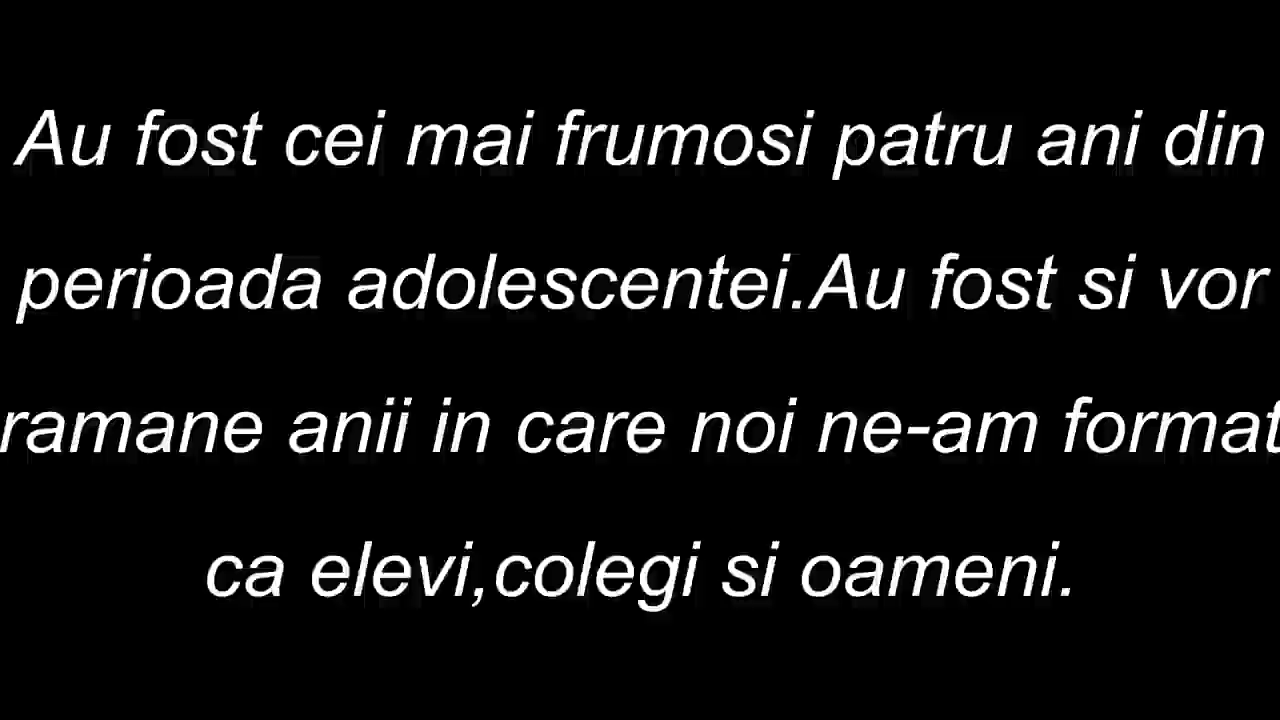 Au fost cei mai frumosi patru ani din
perioada adolescentei.Au fost si vor
ramane anii in care noi ne-am format
ca elevi,colegi si oameni.